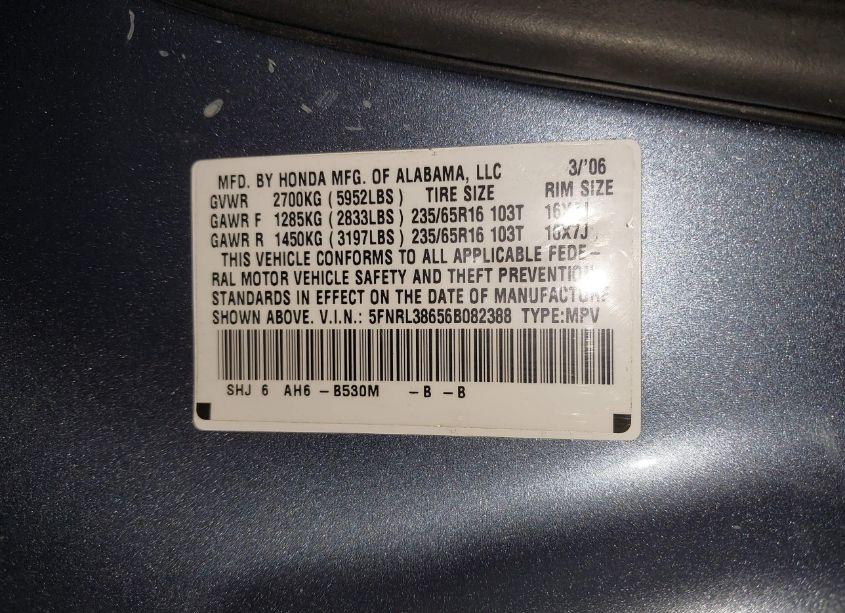 MFD. BY HONDA MFG. OF ALABAMA, LLC 3/'06
GVWR 2700KG ( 5952LBS ) TIRE SIZE RIM SIZE
GAWR F 1285KG ( 2833LBS ) 235/65R16 103T
GAWR R 1450KG ( 3197LBS ) 235/65R16 103T 16X7J
THIS VEHICLE CONFORMS TO ALL APPLICABLE FEDE-
RAL MOTOR VEHICLE SAFETY AND THEFT PREVENTION
STANDARDS IN EFFECT ON THE DATE OF MANUFACTURE
SHOWN ABOVE. V.I.N.: 5FNRL38656B082388 TYPE:MPV
SHJ 6 AH6 - B530M - B - B